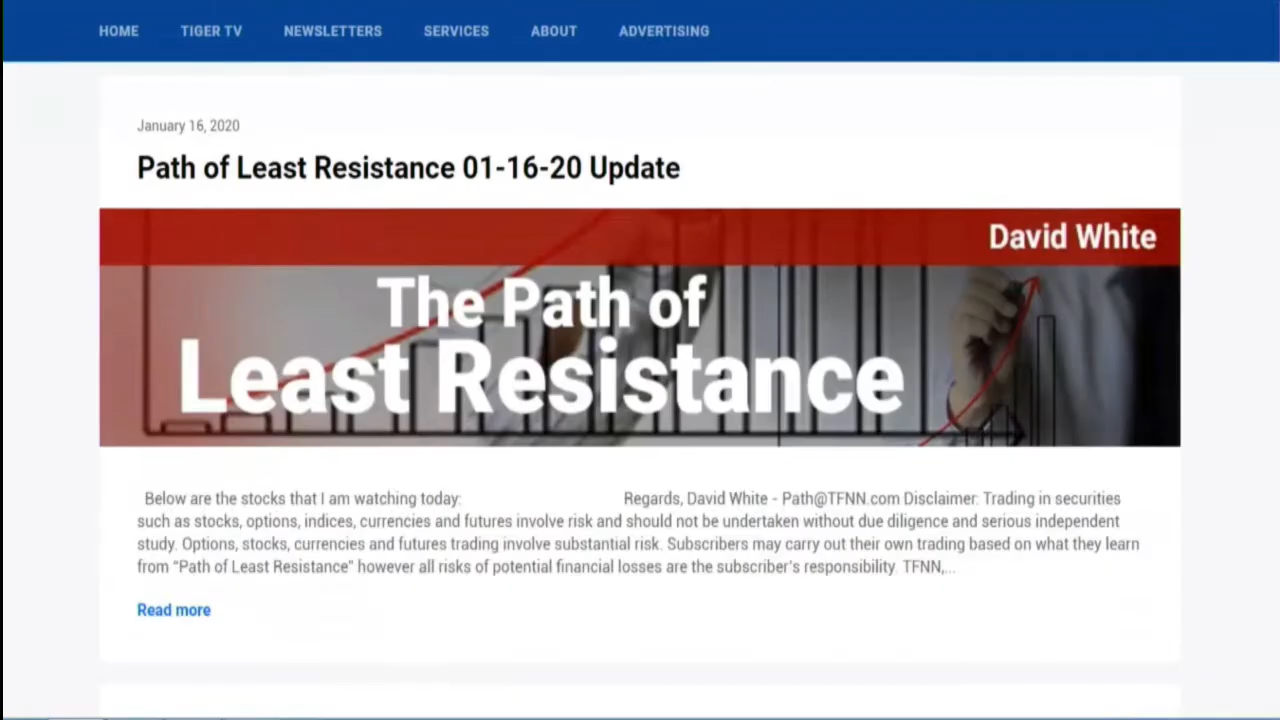 HOME TIGER TV NEWSLETTERS SERVICES ABOUT ADVERTISING
January 16, 2020
Path of Least Resistance 01-16-20 Update
David White
The Path of
Least Resistance
Below are the stocks that I am watching today: Regards, David White - Path@TFNN.com Disclaimer: Trading in securities
such as stocks, options, indices, currencies and futures involve risk and should not be undertaken without due diligence and serious independent
study. Options, stocks, currencies and futures trading involve substantial risk. Subscribers may carry out their own trading based on what they learn
from “Path of Least Resistance” however all risks of potential financial losses are the subscriber’s responsibility. TFNN,...
Read more